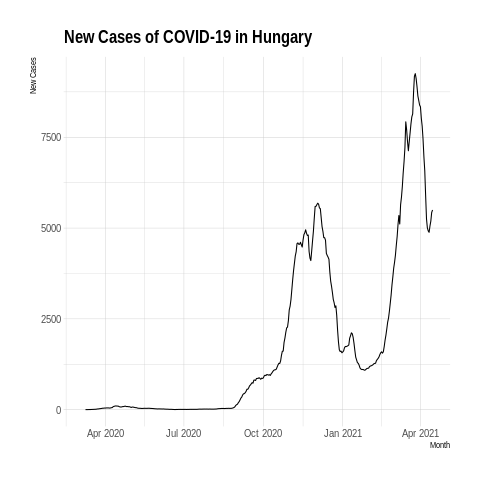 New Cases of COVID-19 in Hungary
New Cases
7500
5000
2500
0
Apr 2020 Jul 2020 Oct 2020 Jan 2021 Apr 2021
Month